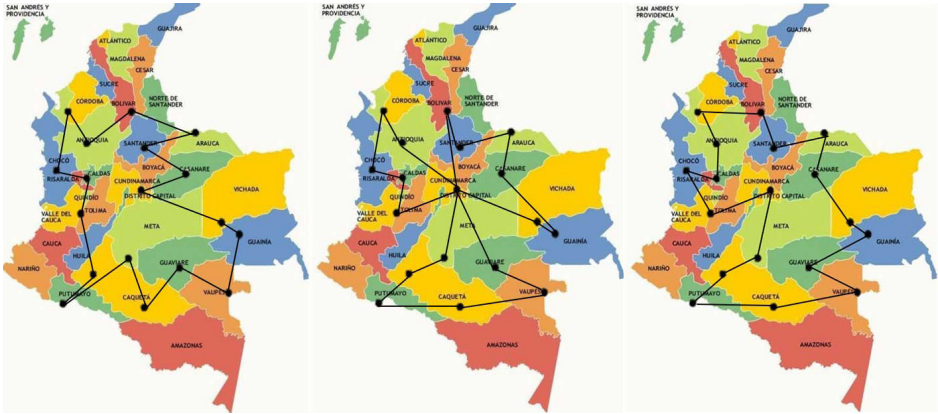 SAN ANDRÉS Y
PROVIDENCIA
GUAJIRA
ATLÁNTICO
MAGDALENA
CESAR
SUCRE
CÓRDOBA
BOLIVAR
NORTE DE
SANTANDER
ANTIOQUIA
SANTANDER
ARAUCA
CHOCÓ
BOYACÁ
CASANARE
RISARALDA
CALDAS
CUNDINAMARCA
VICHADA
QUINDÍO
DISTRITO CAPITAL
VALLE DEL
CAUCA
TOLIMA
META
CAUCA
HUILA
GUAINÍA
NARIÑO
GUAVIARE
PUTUMAYO
CAQUETÁ
VAUPÉS
AMAZONAS
SAN ANDRÉS Y
PROVIDENCIA
GUAJIRA
ATLÁNTICO
MAGDALENA
CESAR
SUCRE
CÓRDOBA
BOLIVAR
NORTE DE
SANTANDER
ANTIOQUIA
SANTANDER
ARAUCA
CHOCÓ
BOYACÁ
CASANARE
RISARALDA
CALDAS
CUNDINAMARCA
VICHADA
QUINDÍO
DISTRITO CAPITAL
VALLE DEL
CAUCA
TOLIMA
META
CAUCA
HUILA
GUAINÍA
NARIÑO
GUAVIARE
PUTUMAYO
CAQUETÁ
VAUPÉS
AMAZONAS
SAN ANDRÉS Y
PROVIDENCIA
GUAJIRA
ATLÁNTICO
MAGDALENA
CESAR
SUCRE
CÓRDOBA
BOLIVAR
NORTE DE
SANTANDER
ANTIOQUIA
SANTANDER
ARAUCA
CHOCÓ
BOYACÁ
CASANARE
RISARALDA
CALDAS
CUNDINAMARCA
VICHADA
QUINDÍO
DISTRITO CAPITAL
VALLE DEL
CAUCA
TOLIMA
META
CAUCA
HUILA
GUAINÍA
NARIÑO
GUAVIARE
PUTUMAYO
CAQUETÁ
VAUPÉS
AMAZONAS